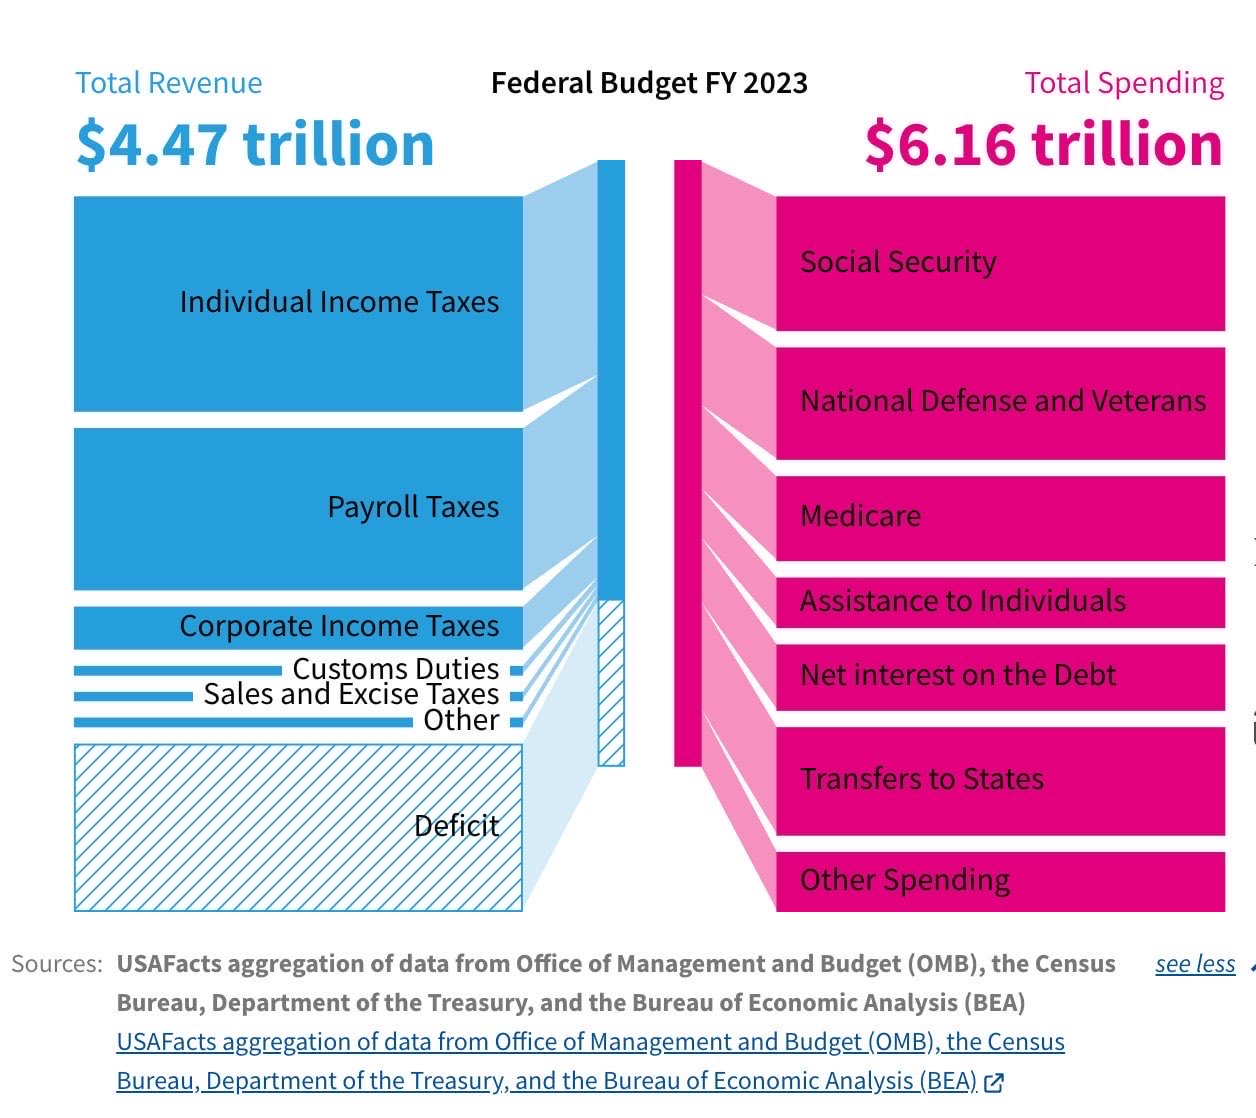 Total Revenue
Federal Budget FY 2023
Total Spending
$4.47 trillion
$6.16 trillion
Individual Income Taxes
Payroll Taxes
Corporate Income Taxes
Customs Duties
Sales and Excise Taxes
Other
Deficit
Social Security
National Defense and Veterans
Medicare
Assistance to Individuals
Net interest on the Debt
Transfers to States
Other Spending
Sources: USAFacts aggregation of data from Office of Management and Budget (OMB), the Census
Bureau, Department of the Treasury, and the Bureau of Economic Analysis (BEA)
USAFacts aggregation of data from Office of Management and Budget (OMB), the Census
Bureau, Department of the Treasury, and the Bureau of Economic Analysis (BEA)
see less